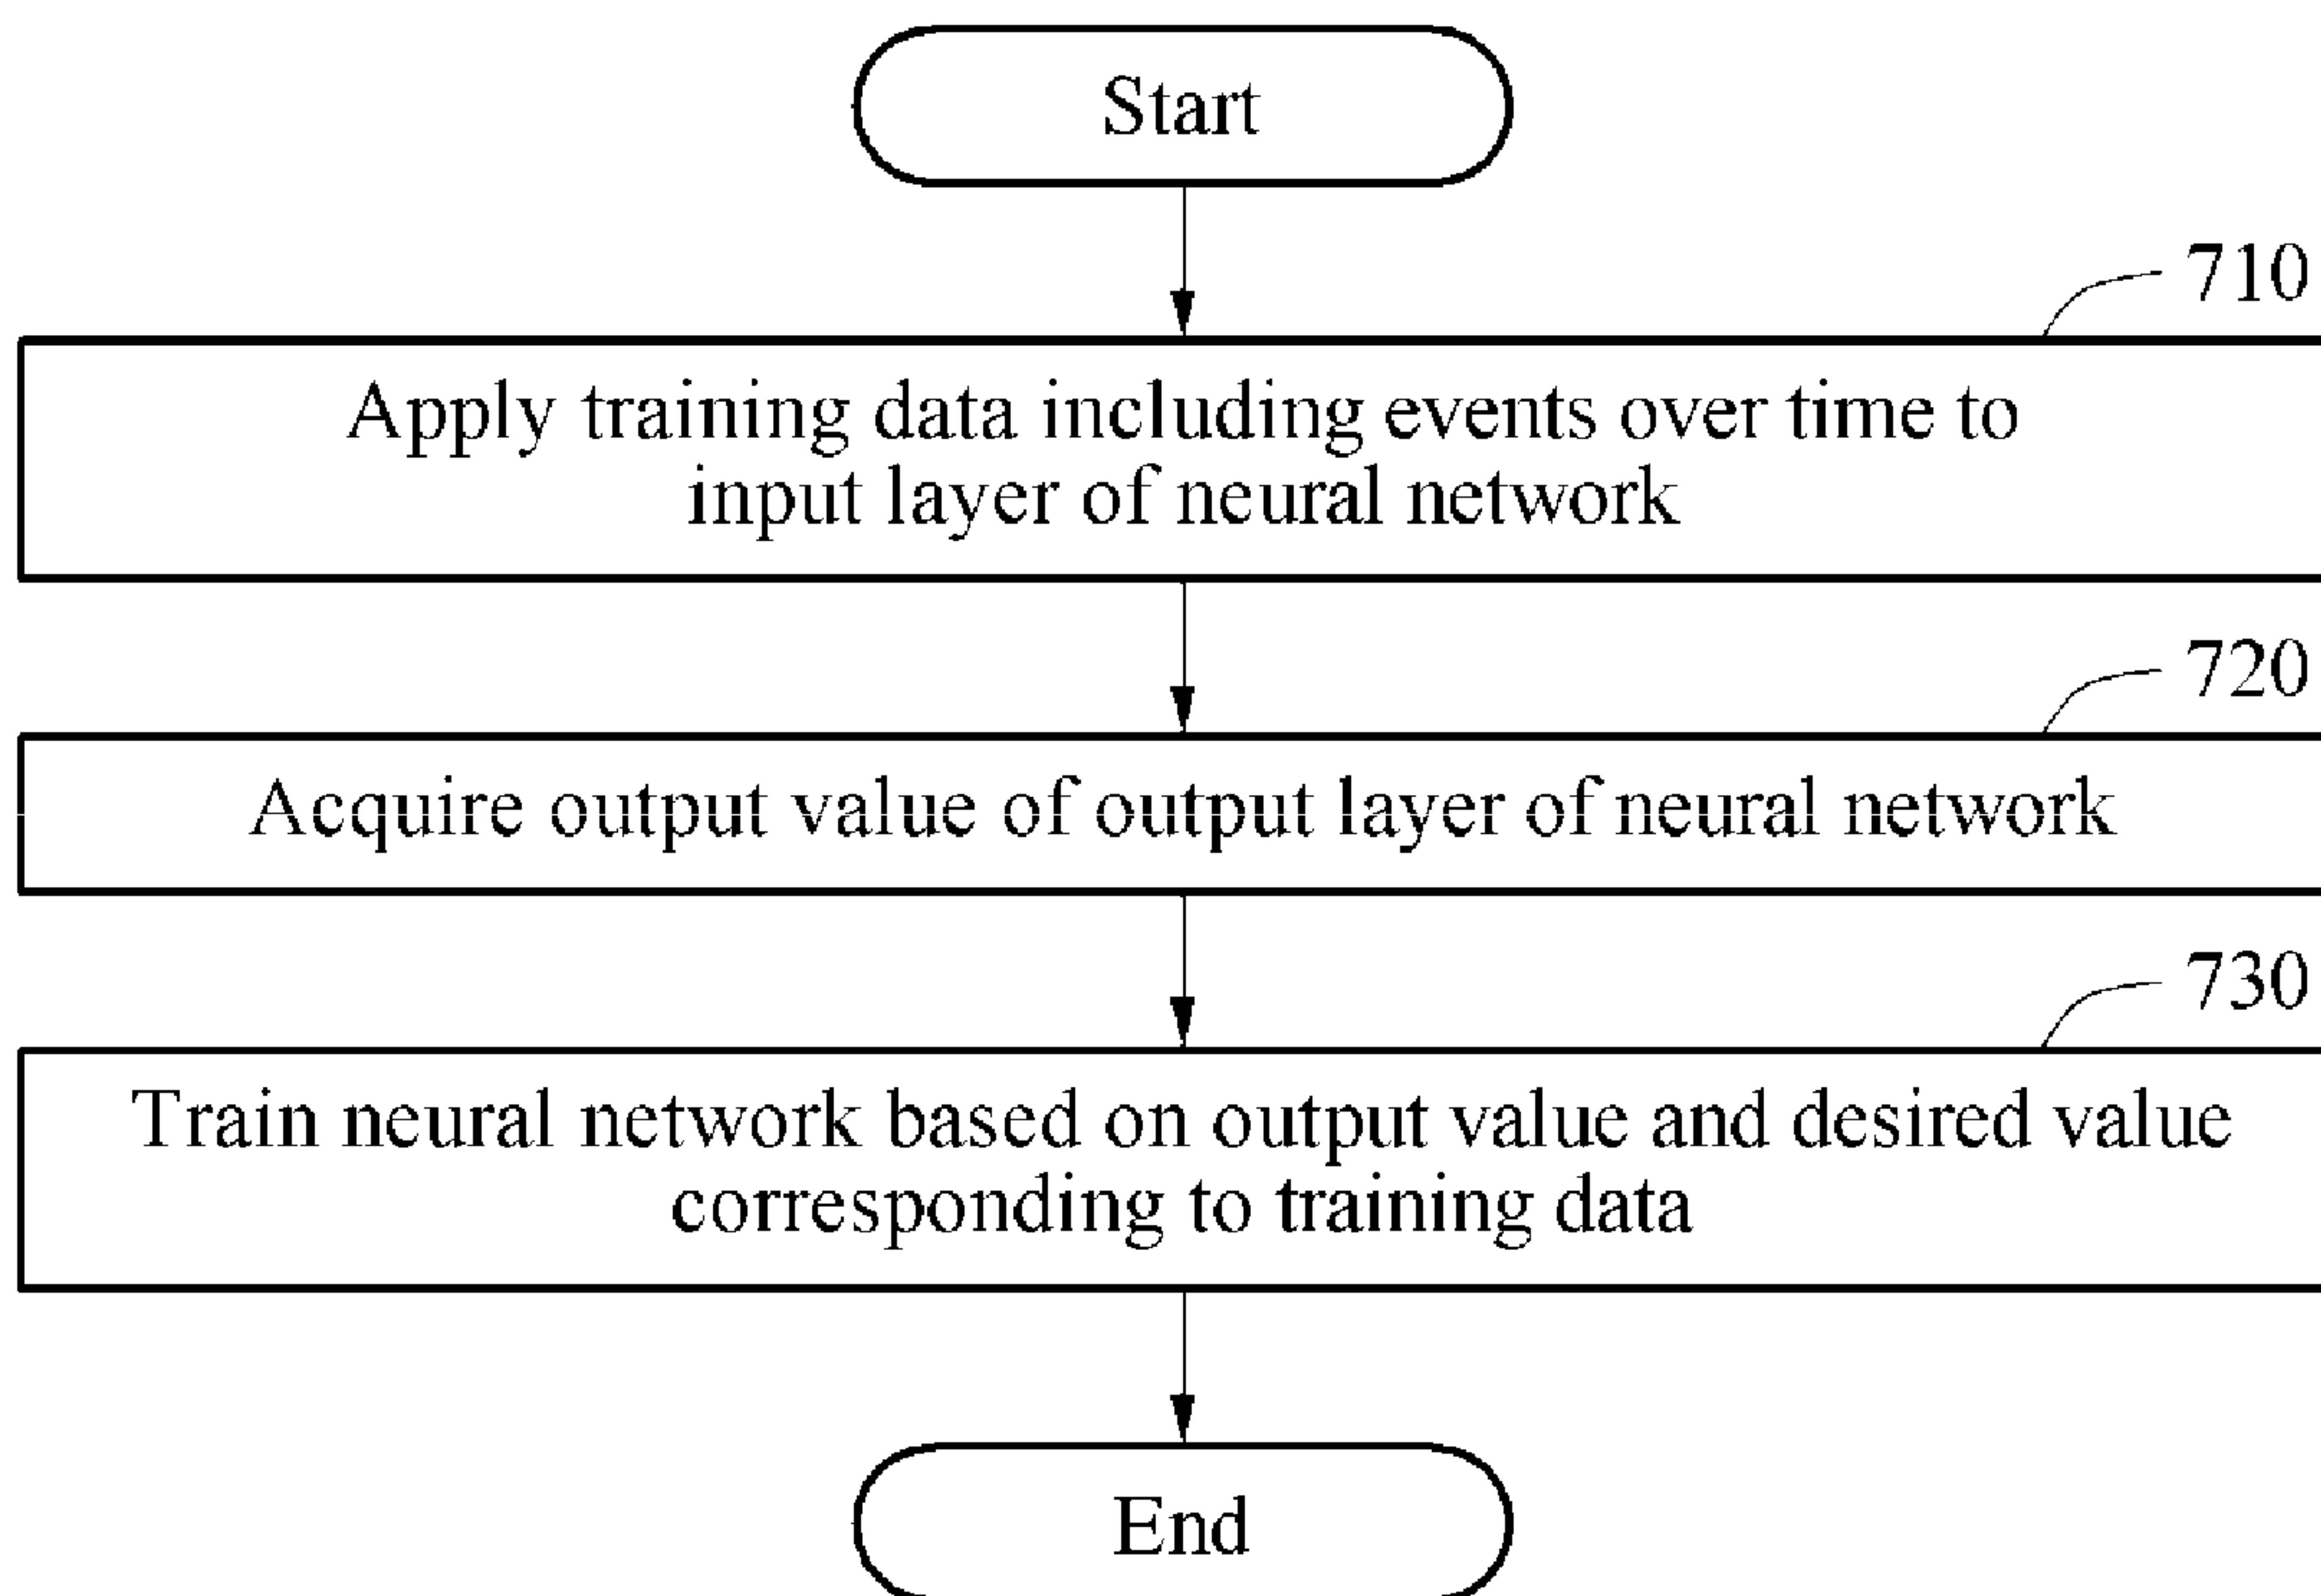 Start
710
Apply training data including events over time to
input layer of neural network
720
Acquire output value of output layer of neural network
730
Train neural network based on output value and desired value
corresponding to training data
End